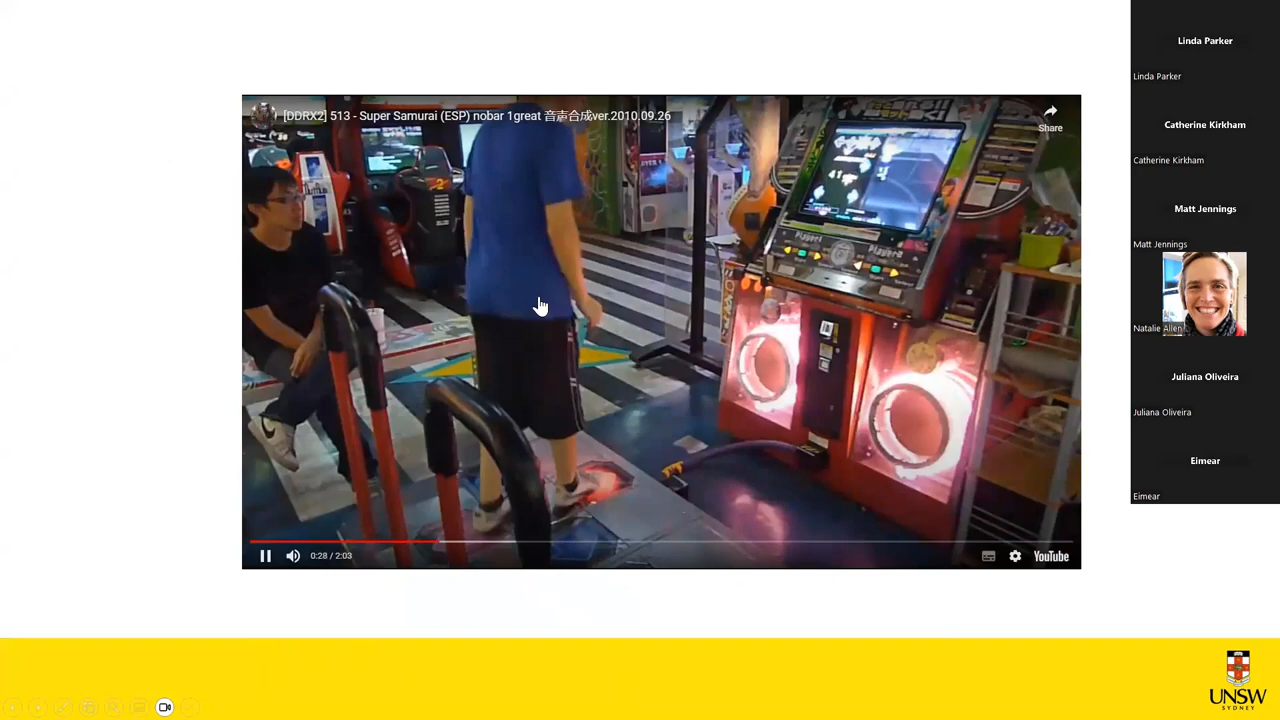 [DDRX2] 513 - Super Samurai (ESP) nobar 1great 音声合成ver.2010.09.26
Share
Player1
Player2
0:28 / 2:03
YouTube
Linda Parker
Linda Parker
Catherine Kirkham
Catherine Kirkham
Matt Jennings
Matt Jennings
Natalie Allen
Juliana Oliveira
Juliana Oliveira
Eimear
Eimear
UNSW
SYDNEY